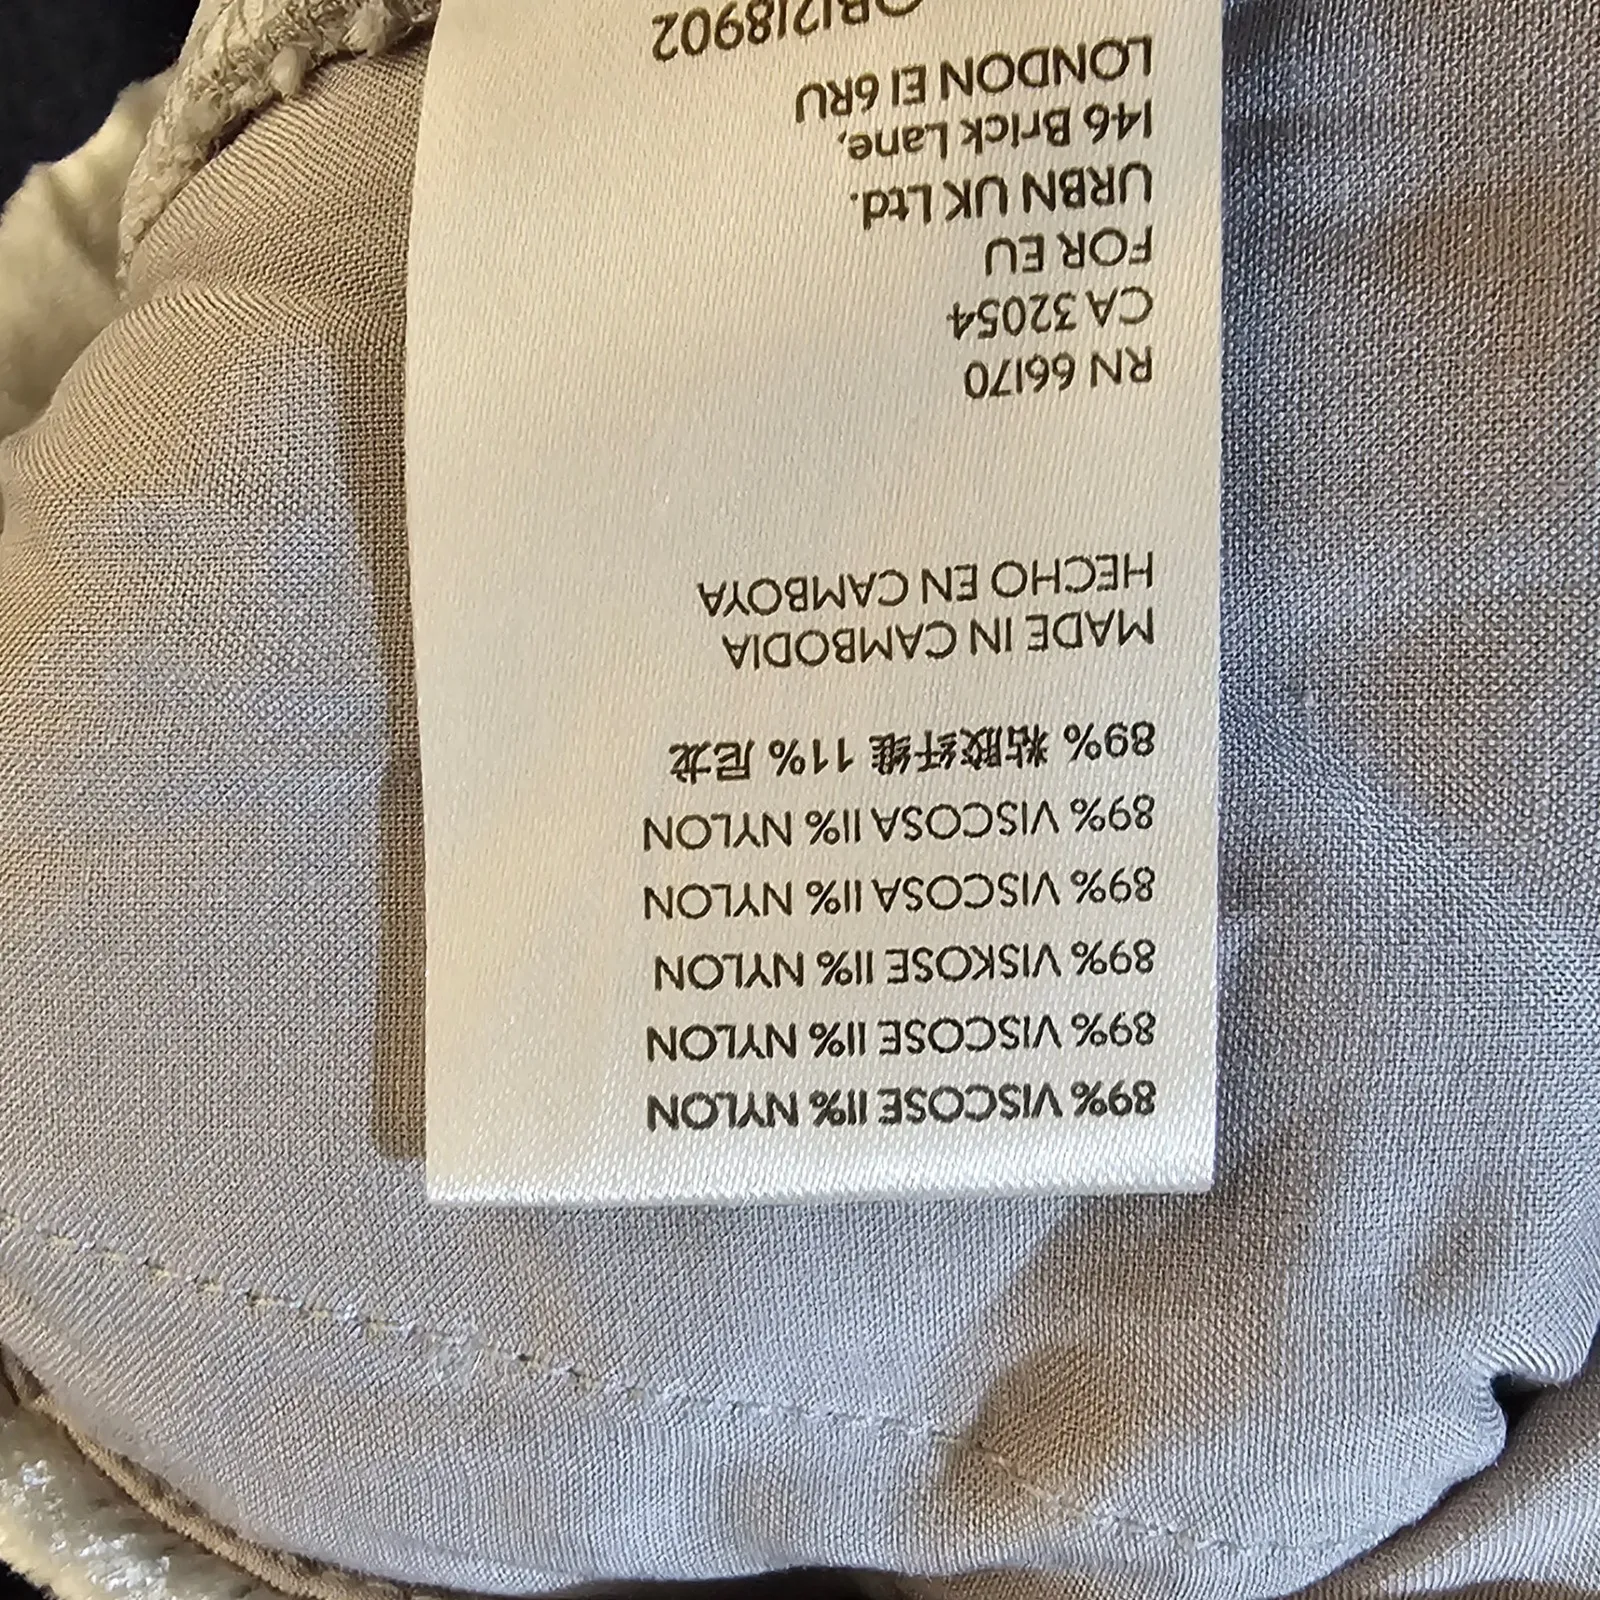 89% VISCOSE 11% NYLON
89% VISCOSE 11% NYLON
89% VISKOSE 11% NYLON
89% VISCOSA 11% NYLON
89% VISCOSA 11% NYLON
89% 粘胶纤维 11% 尼龙
MADE IN CAMBODIA
HECHO EN CAMBOYA
RN 66170
CA 32054
FOR EU
URBN UK Ltd.
146 Brick Lane,
LONDON E1 6RU